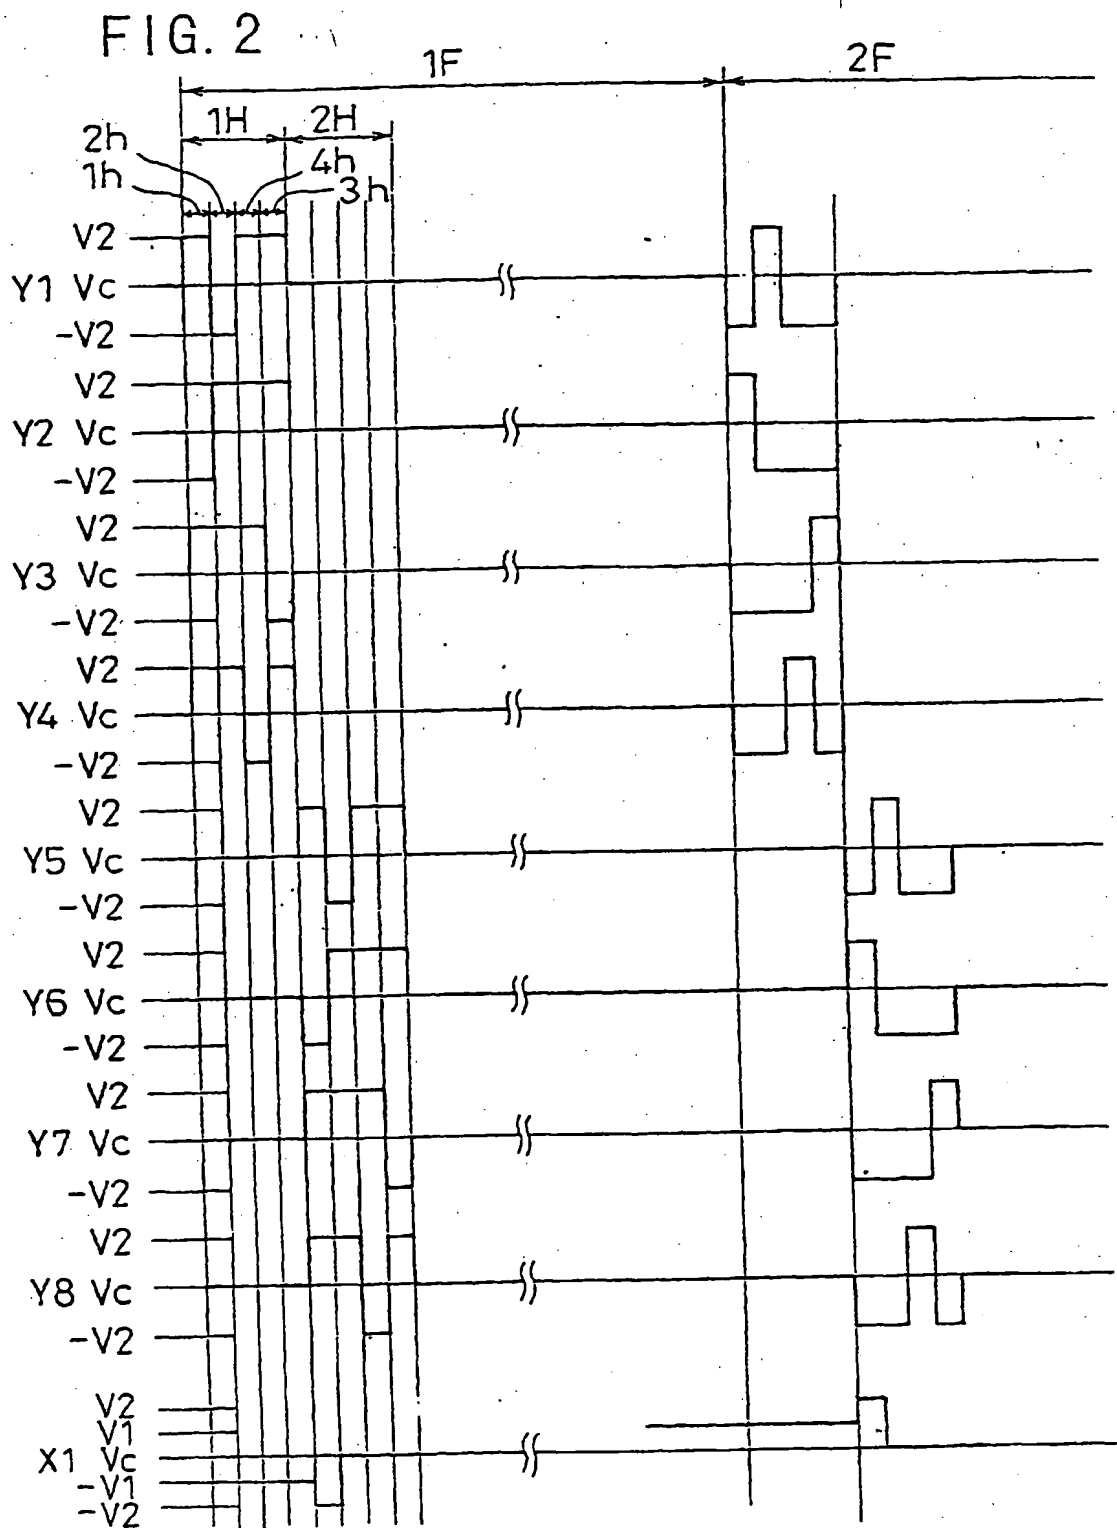 FIG. 2
1F 2F
1H 2H
2h 4h
1h 3h
V2
Y1 Vc
-V2
V2
Y2 Vc
-V2
V2
Y3 Vc
-V2
V2
Y4 Vc
-V2
V2
Y5 Vc
-V2
V2
Y6 Vc
-V2
V2
Y7 Vc
-V2
V2
Y8 Vc
-V2
V2
V1
X1 Vc
-V1
-V2